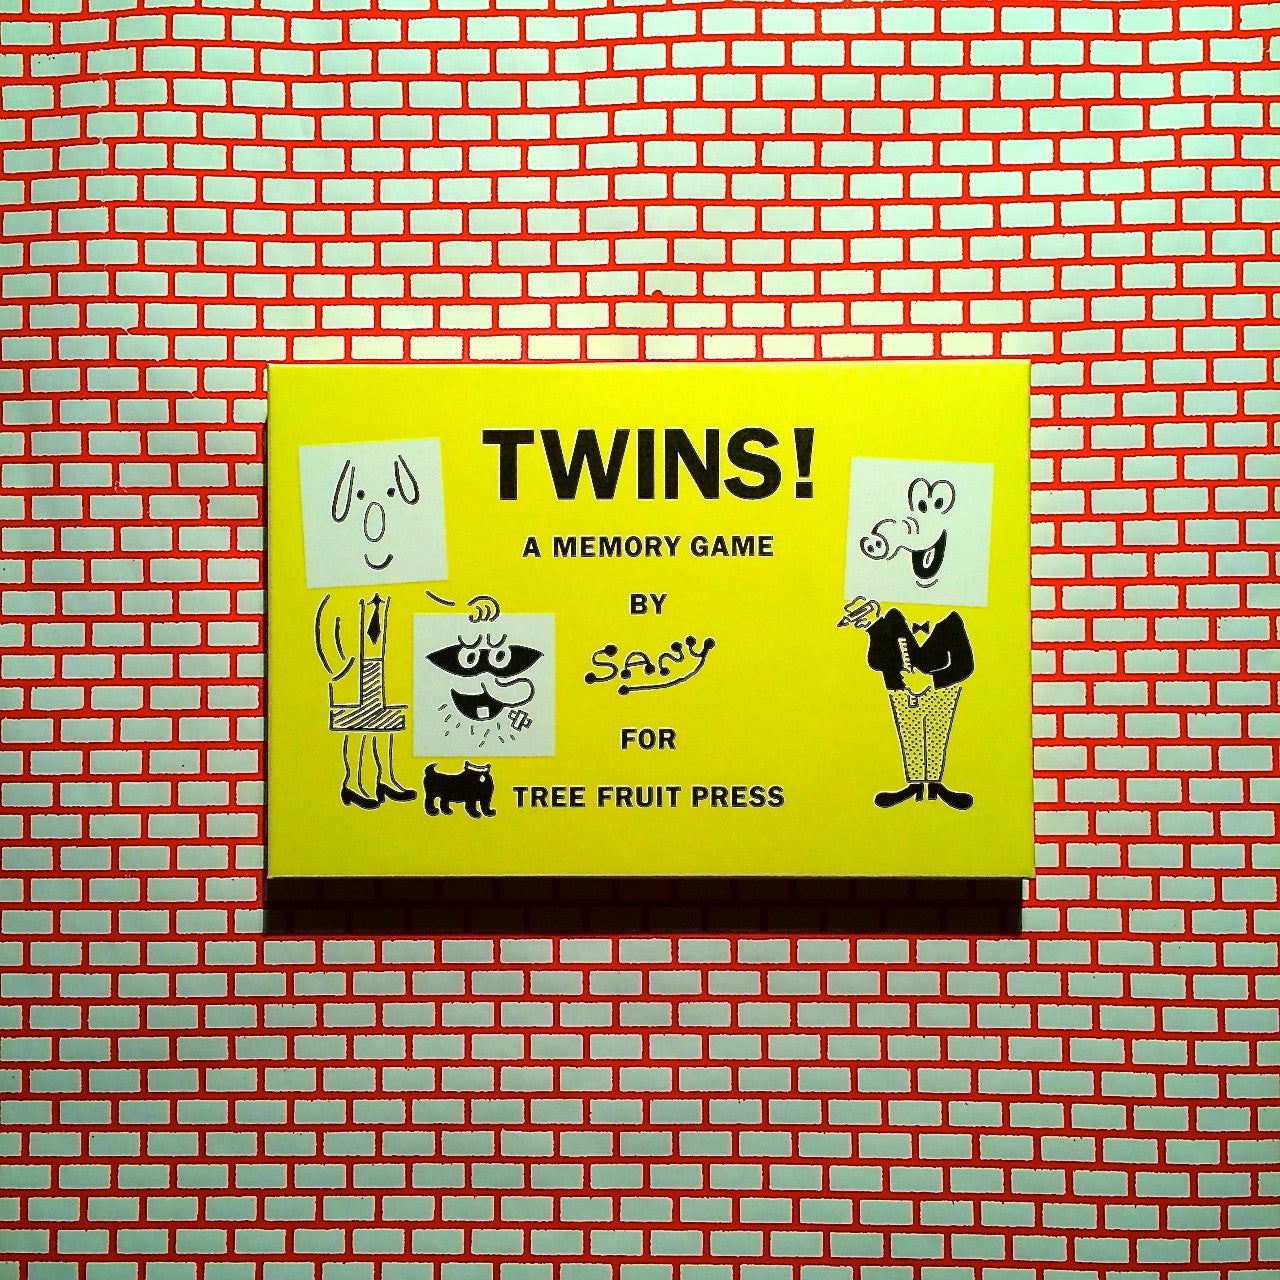 TWINS!
A MEMORY GAME
BY
SANY
FOR
TREE FRUIT PRESS